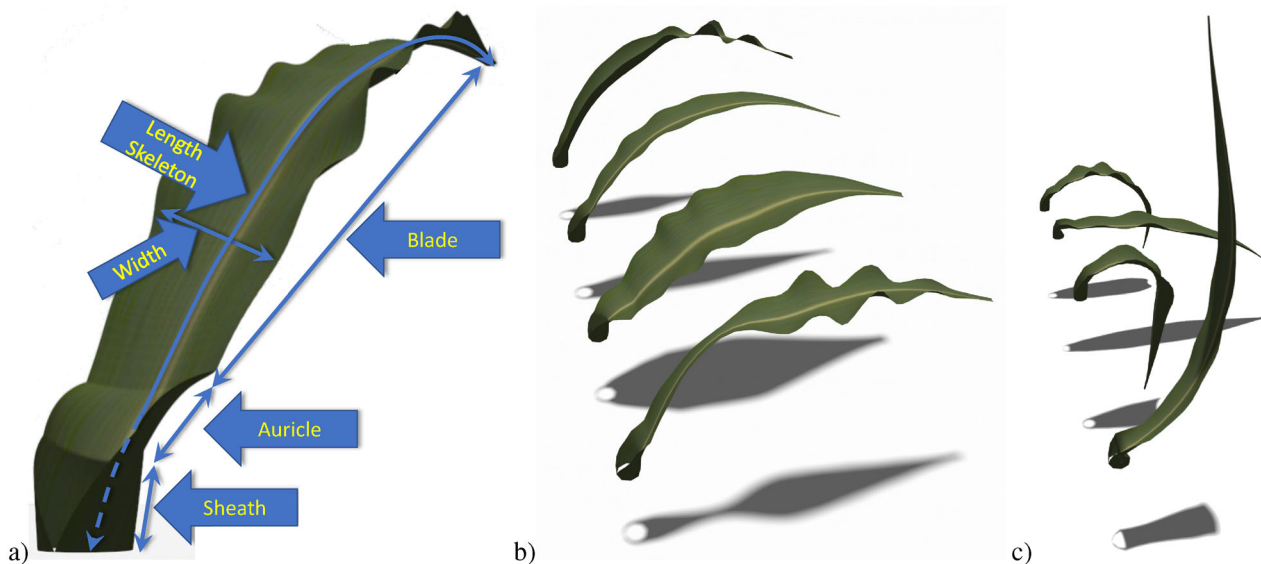 Length
Skeleton
Width
Blade
Auricle
Sheath
a)
b)
c)